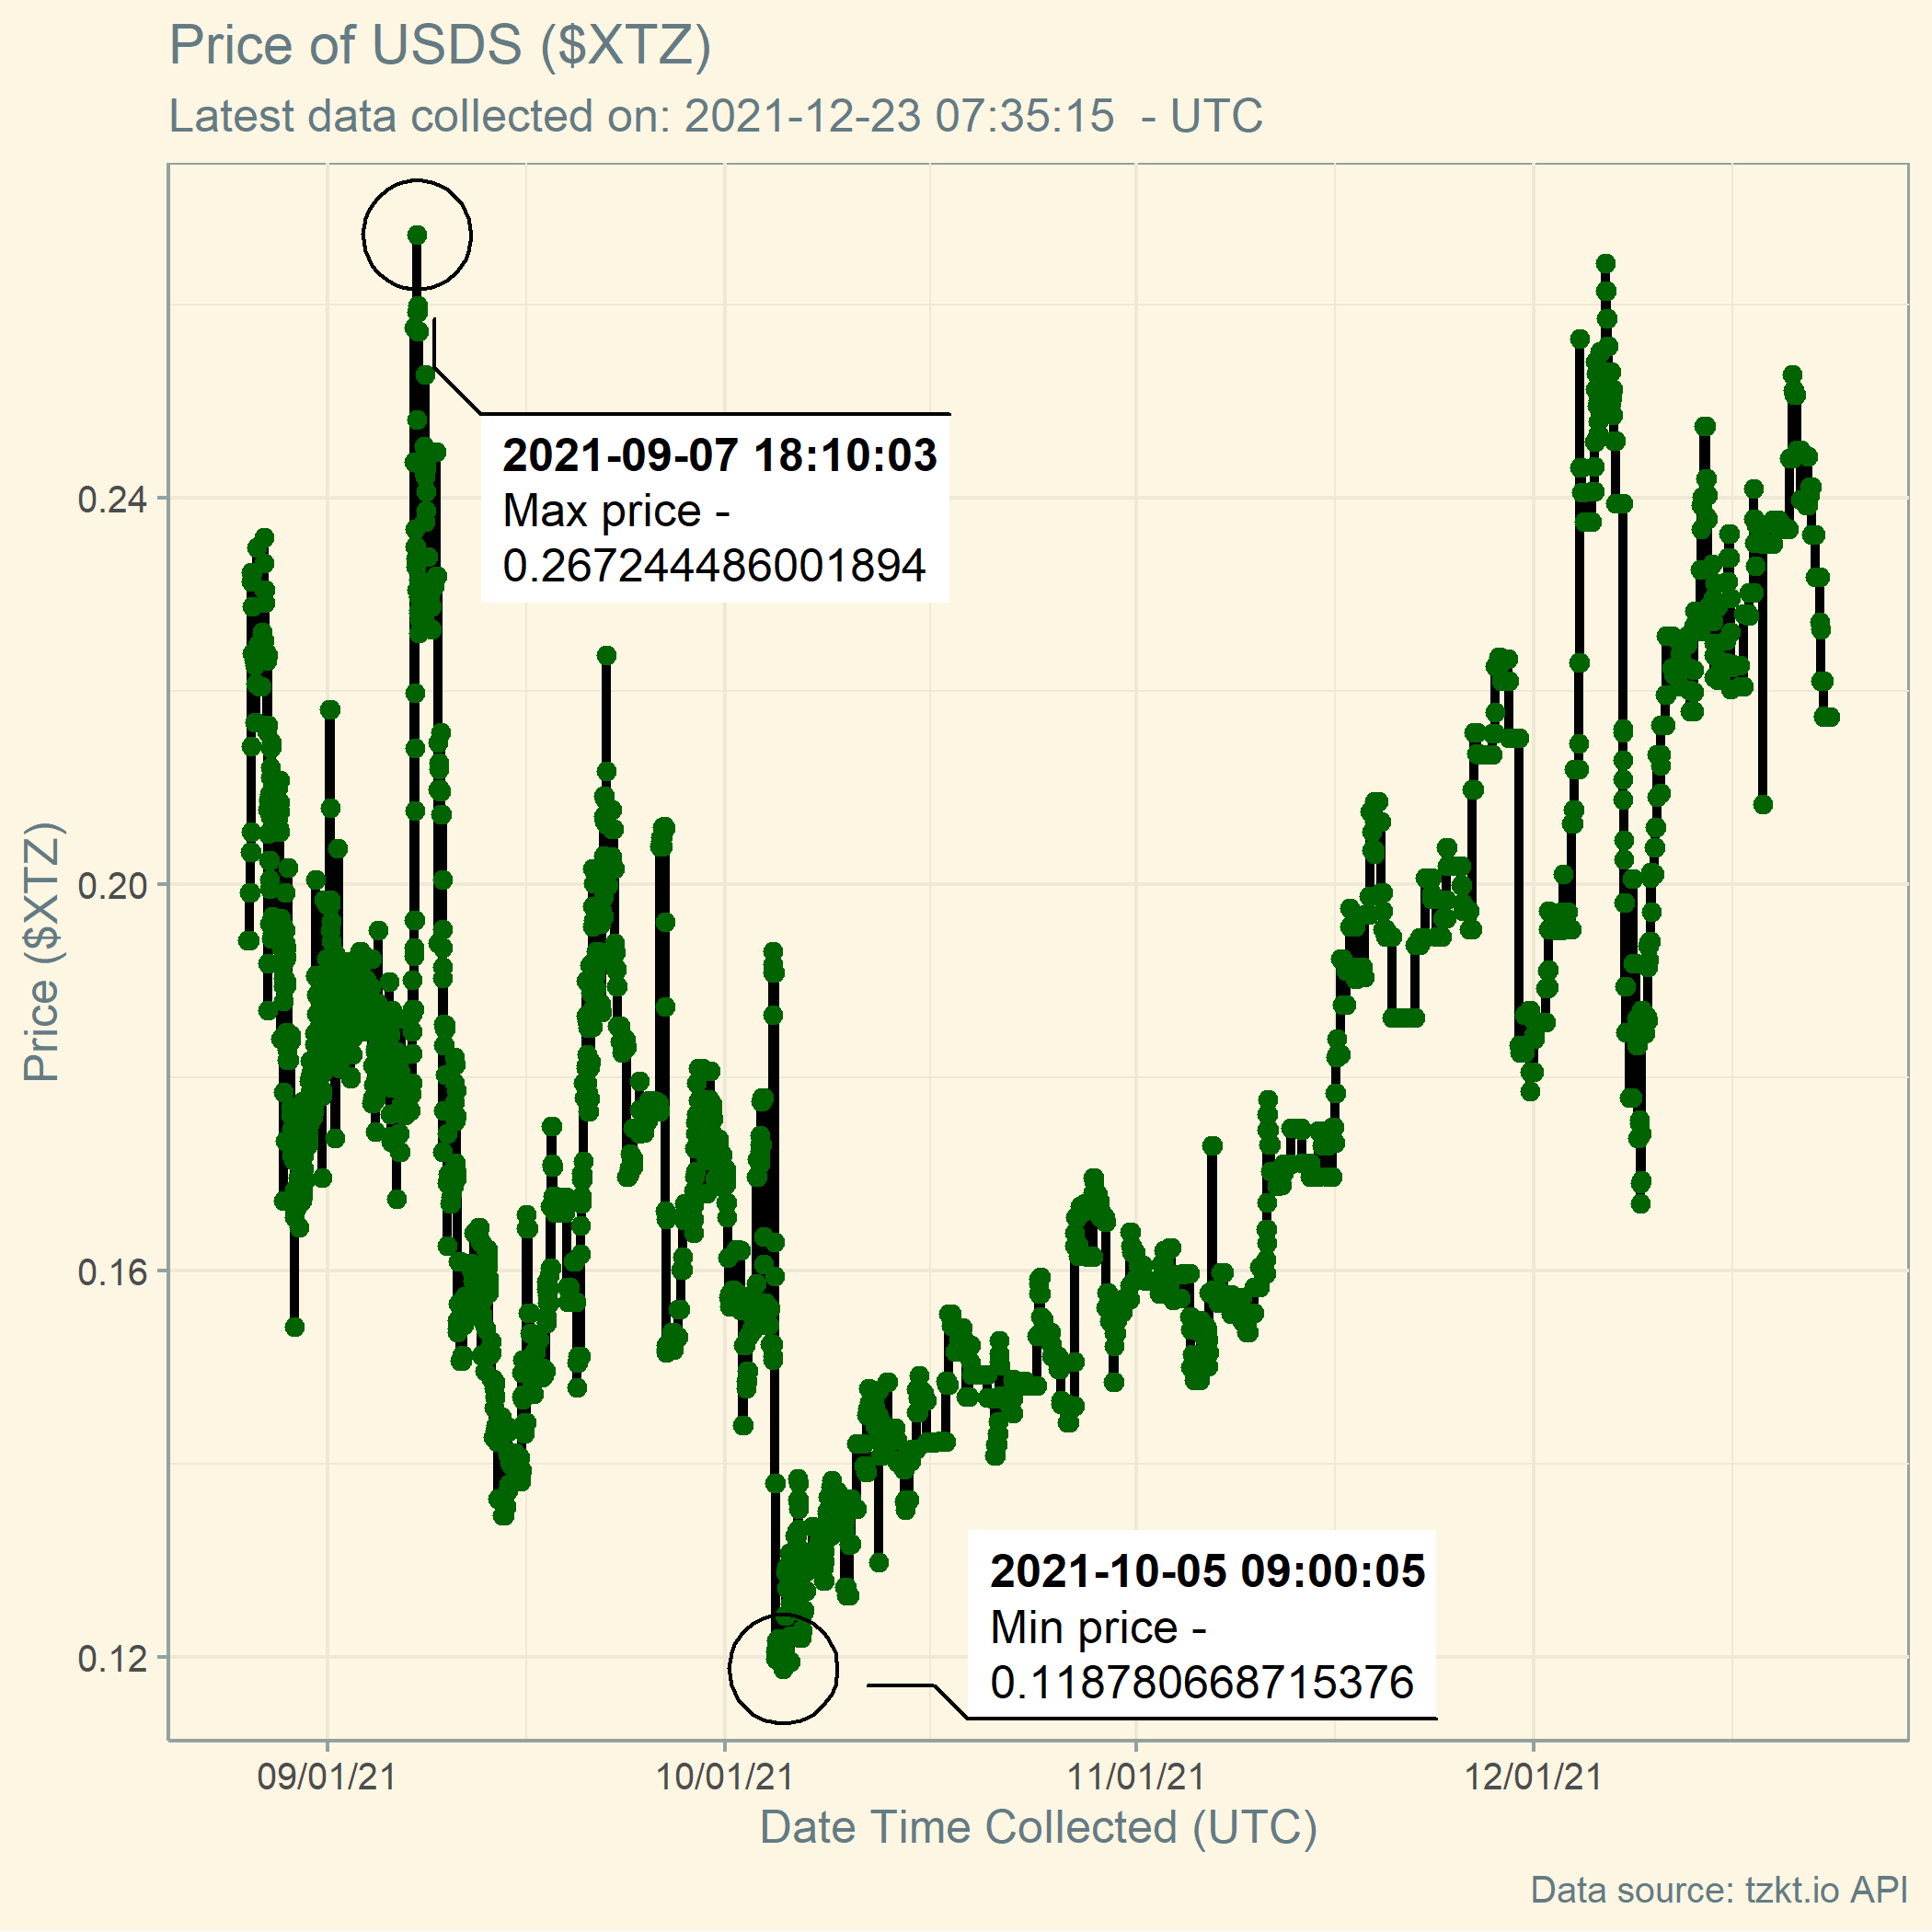 Price of USDS ($XTZ)
Latest data collected on: 2021-12-23 07:35:15  - UTC
2021-09-07 18:10:03
Max price -
0.267244486001894
0.24
0.20
0.16
0.12
Price ($XTZ)
2021-10-05 09:00:05
Min price -
0.118780668715376
09/01/21
10/01/21
11/01/21
12/01/21
Date Time Collected (UTC)
Data source: tzkt.io API